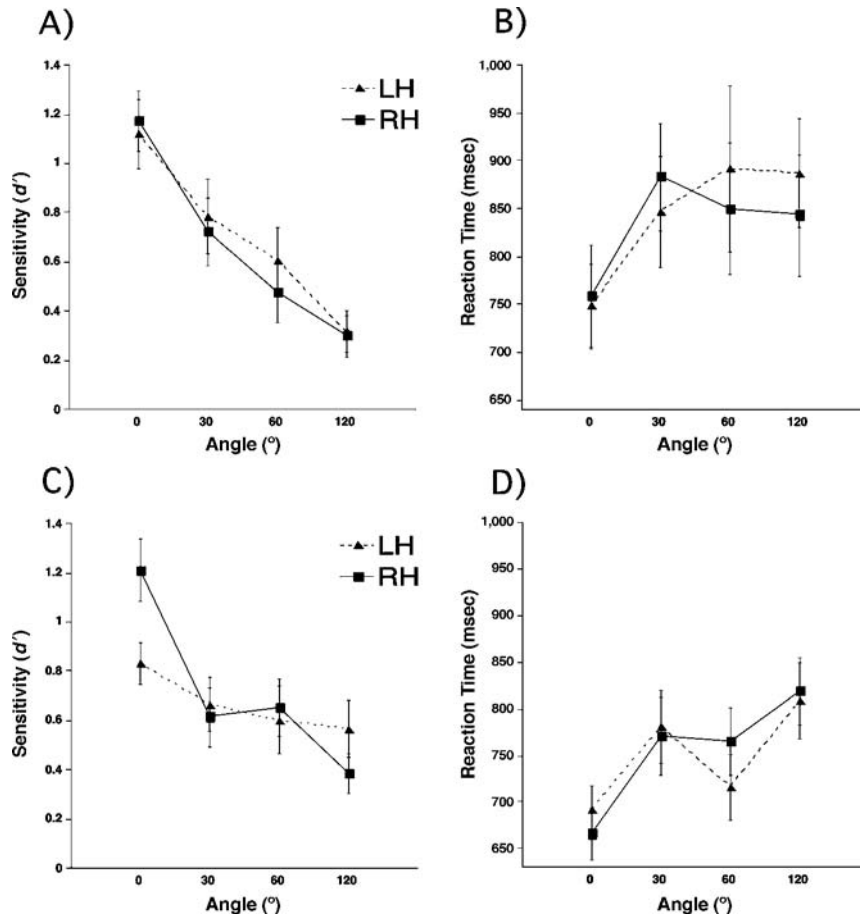 A)
1.4
1.2
1
0.8
0.6
0.4
0.2
0
Sensitivity (d')
LH
RH
0 30 60 120
Angle (º)
B)
1,000
950
900
850
800
750
700
650
Reaction Time (msec)
0 30 60 120
Angle (º)
C)
1.4
1.2
1
0.8
0.6
0.4
0.2
0
Sensitivity (d')
LH
RH
0 30 60 120
Angle (º)
D)
1,000
950
900
850
800
750
700
650
Reaction Time (msec)
0 30 60 120
Angle (º)